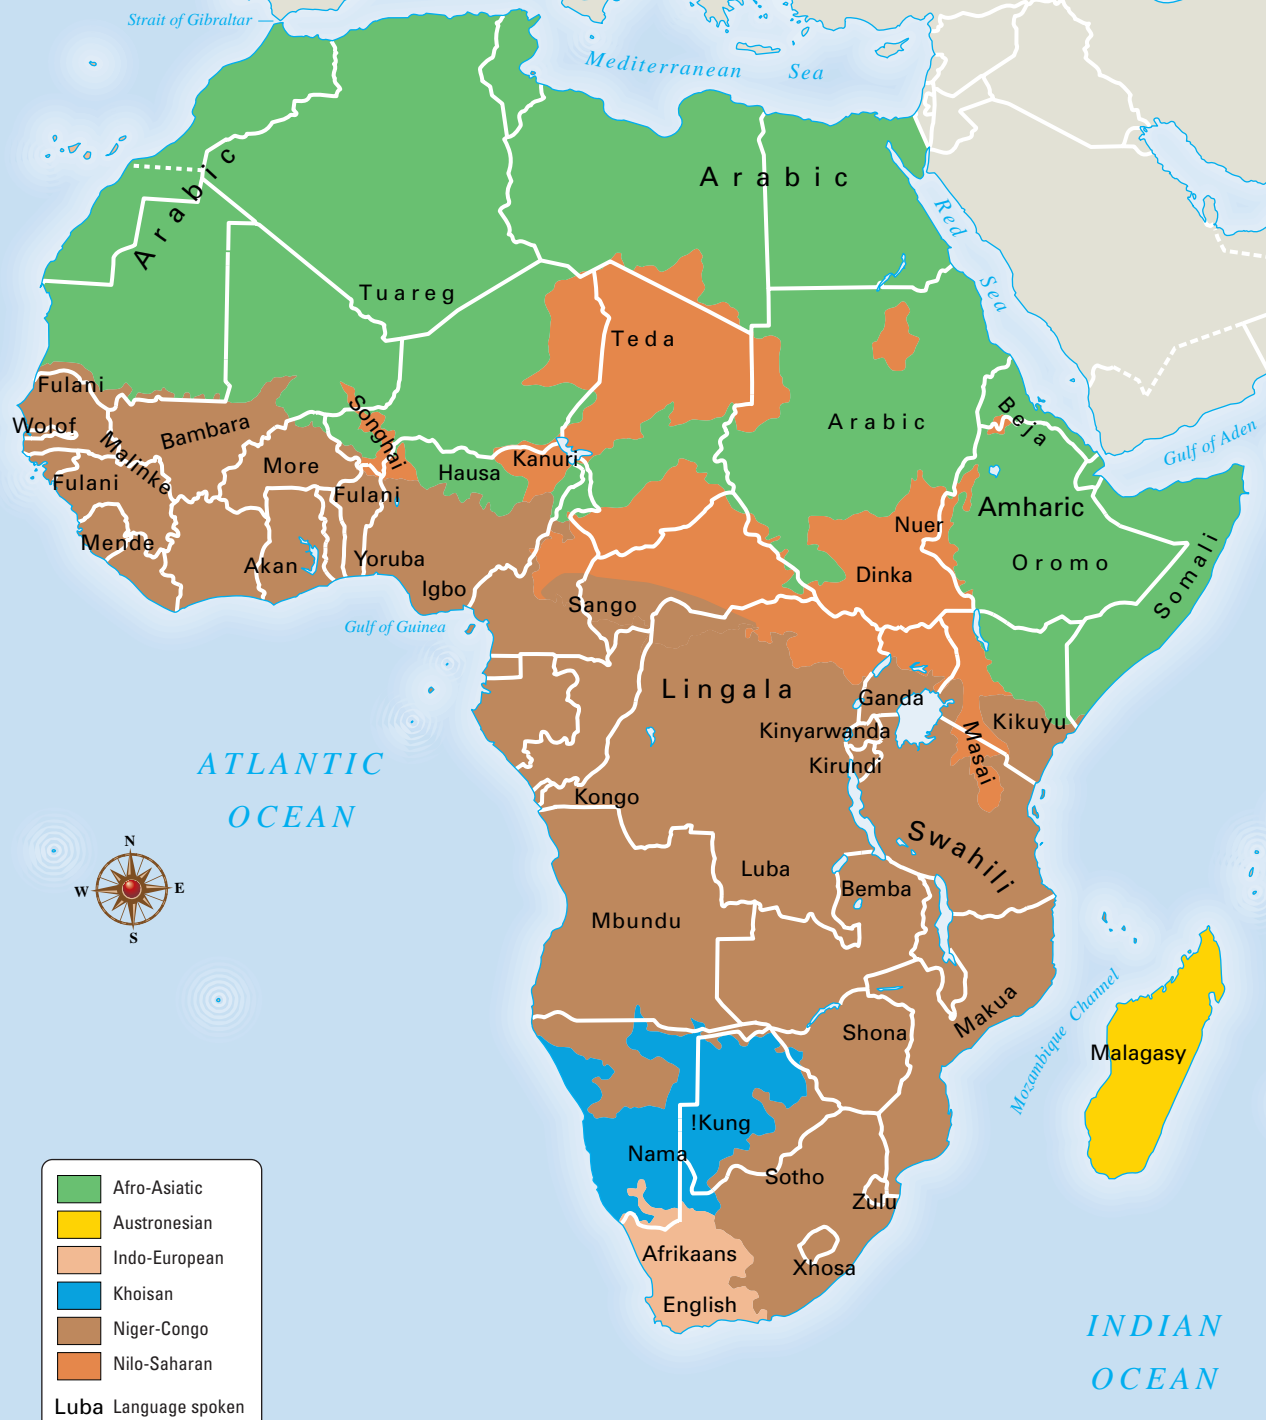 Strait of Gibraltar
Mediterranean Sea
Arabic
Arabic
Red Sea
Tuareg
Teda
Fulani
Songhai
Beja
Wolof
Bambara
Arabic
Gulf of Aden
Malinke
More
Hausa
Kanuri
Fulani
Fulani
Amharic
Nuer
Mende
Akan
Yoruba
Oromo
Somali
Dinka
Igbo
Sango
Gulf of Guinea
Lingala
Ganda
Kinyarwanda
Kikuyu
Masai
Kirundi
ATLANTIC
OCEAN
Kongo
N
W
E
S
Swahili
Luba
Bemba
Mbundu
Makua
Mozambique Channel
Shona
Malagasy
!Kung
Nama
Sotho
Zulu
Afrikaans
Xhosa
English
INDIAN
OCEAN
Afro-Asiatic
Austronesian
Indo-European
Khoisan
Niger-Congo
Nilo-Saharan
Luba Language spoken